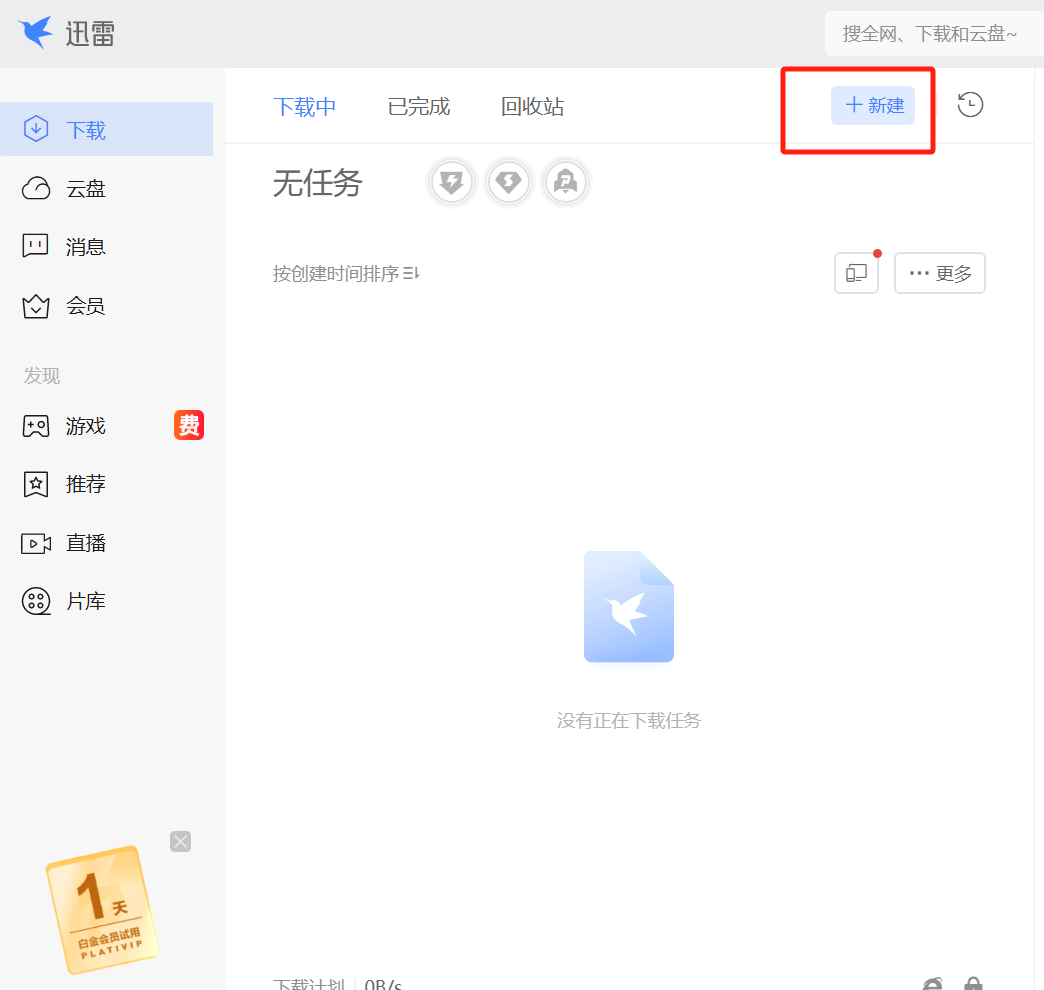 迅雷
搜全网、下载和云盘~
下载
云盘
消息
会员
发现
游戏
费
推荐
直播
片库
1天
白金会员试用
PLATIVIP
下载中
已完成
回收站
+ 新建
无任务
按创建时间排序
··· 更多
没有正在下载任务
下载计划
0B/s